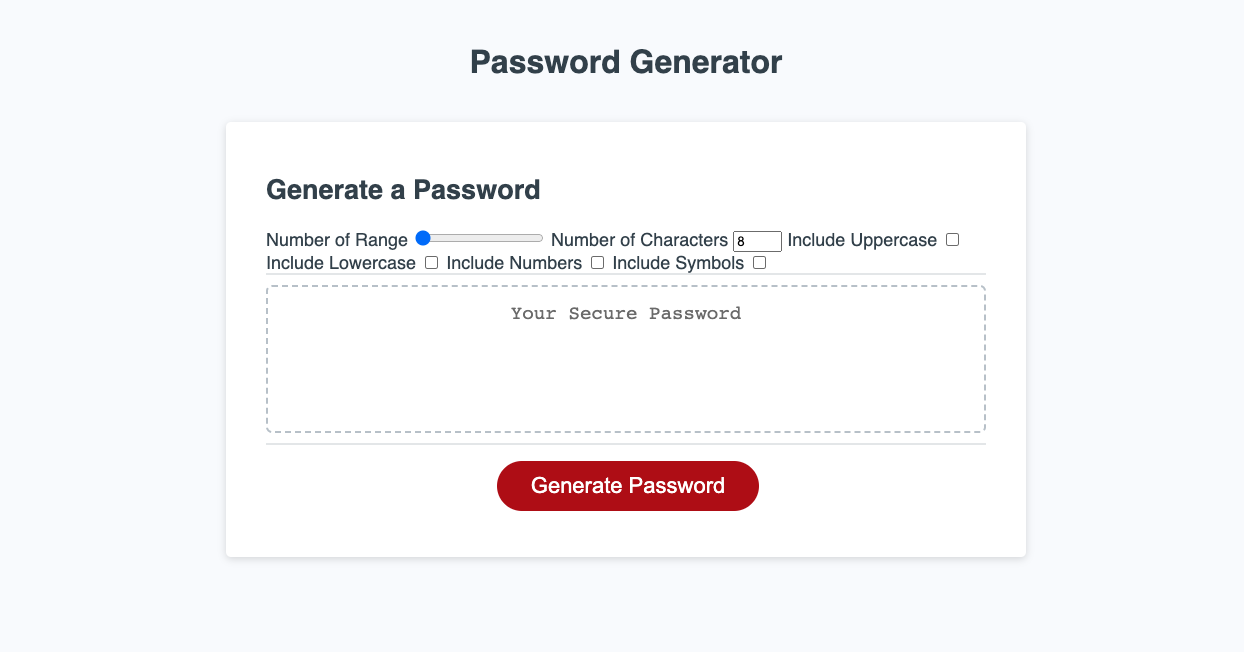 Password Generator
Generate a Password
Number of Range Number of Characters 8 Include Uppercase
Include Lowercase Include Numbers Include Symbols
Your Secure Password
Generate Password